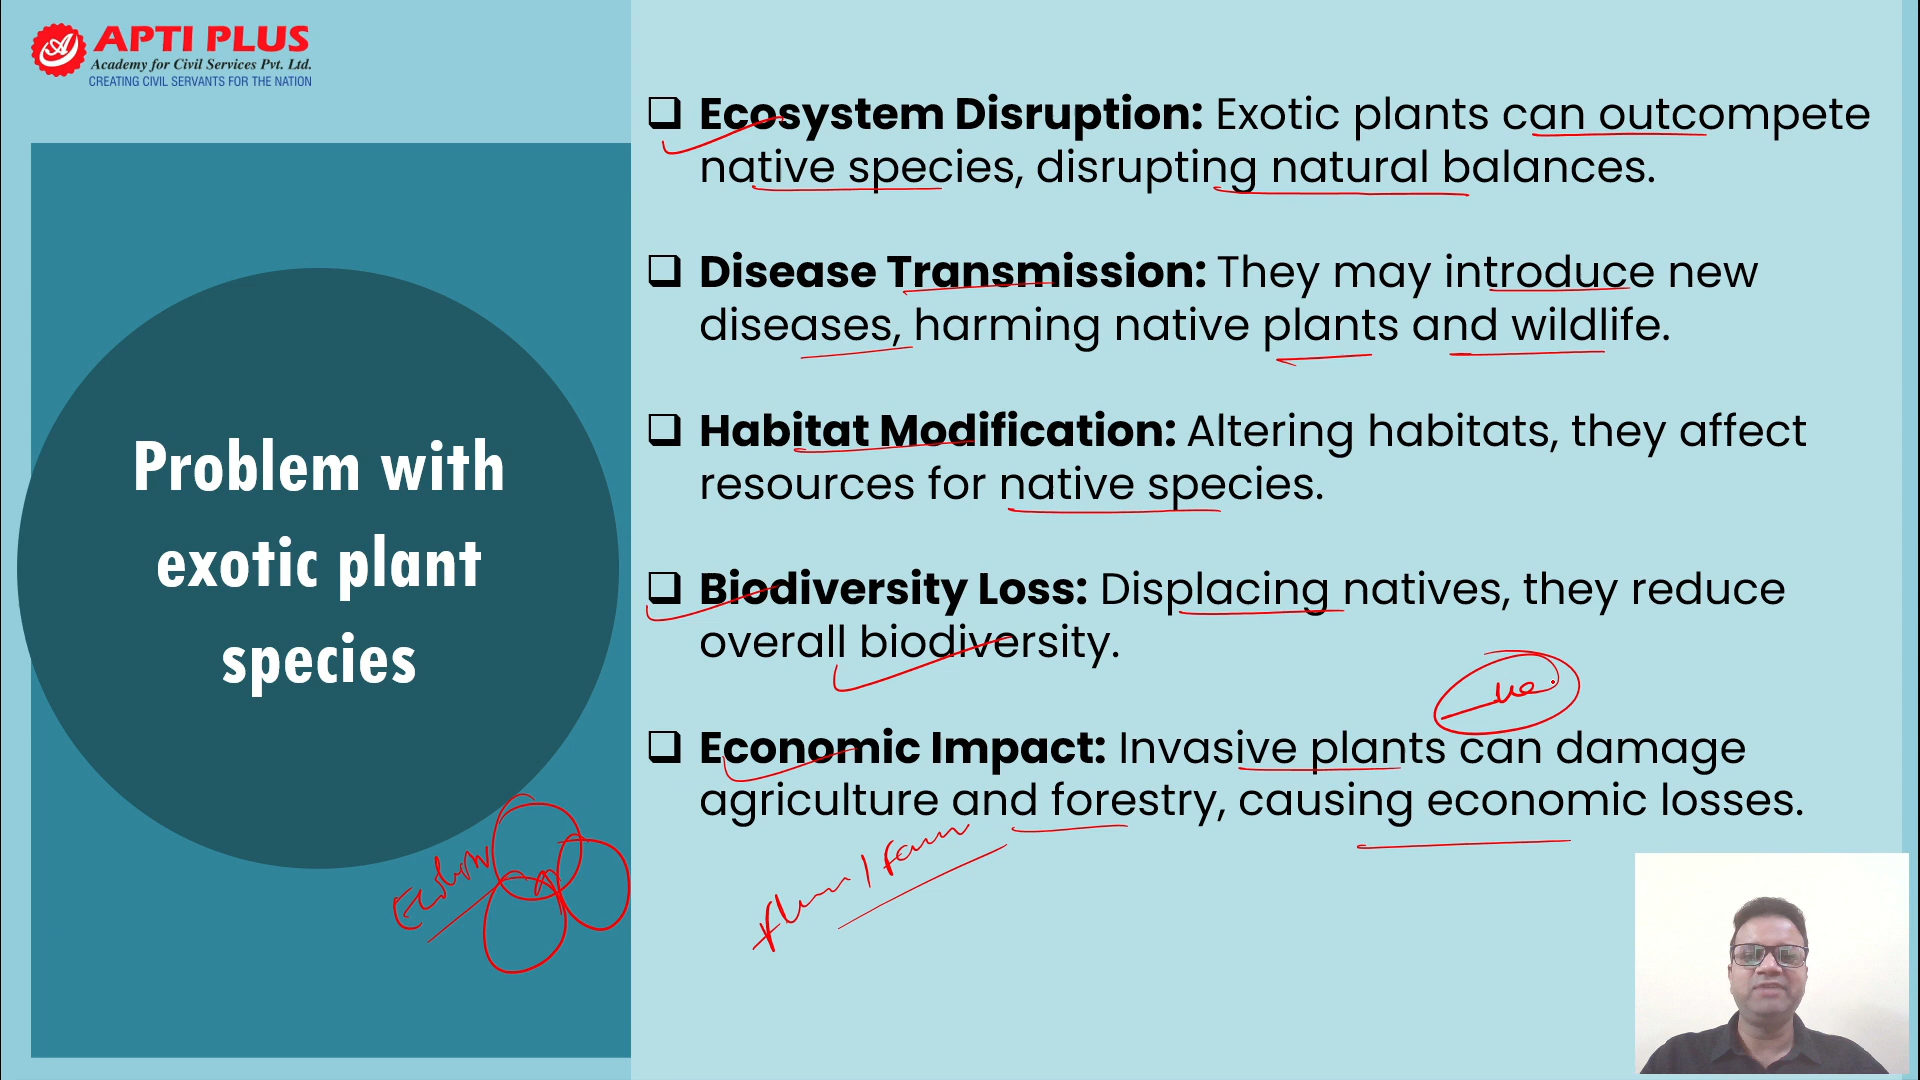 APTI PLUS
Academy for Civil Services Pvt. Ltd.
CREATING CIVIL SERVANTS FOR THE NATION
Problem with
exotic plant
species
❑ Ecosystem Disruption: Exotic plants can outcompete
native species, disrupting natural balances.
❑ Disease Transmission: They may introduce new
diseases, harming native plants and wildlife.
❑ Habitat Modification: Altering habitats, they affect
resources for native species.
❑ Biodiversity Loss: Displacing natives, they reduce
overall biodiversity.
❑ Economic Impact: Invasive plants can damage
agriculture and forestry, causing economic losses.